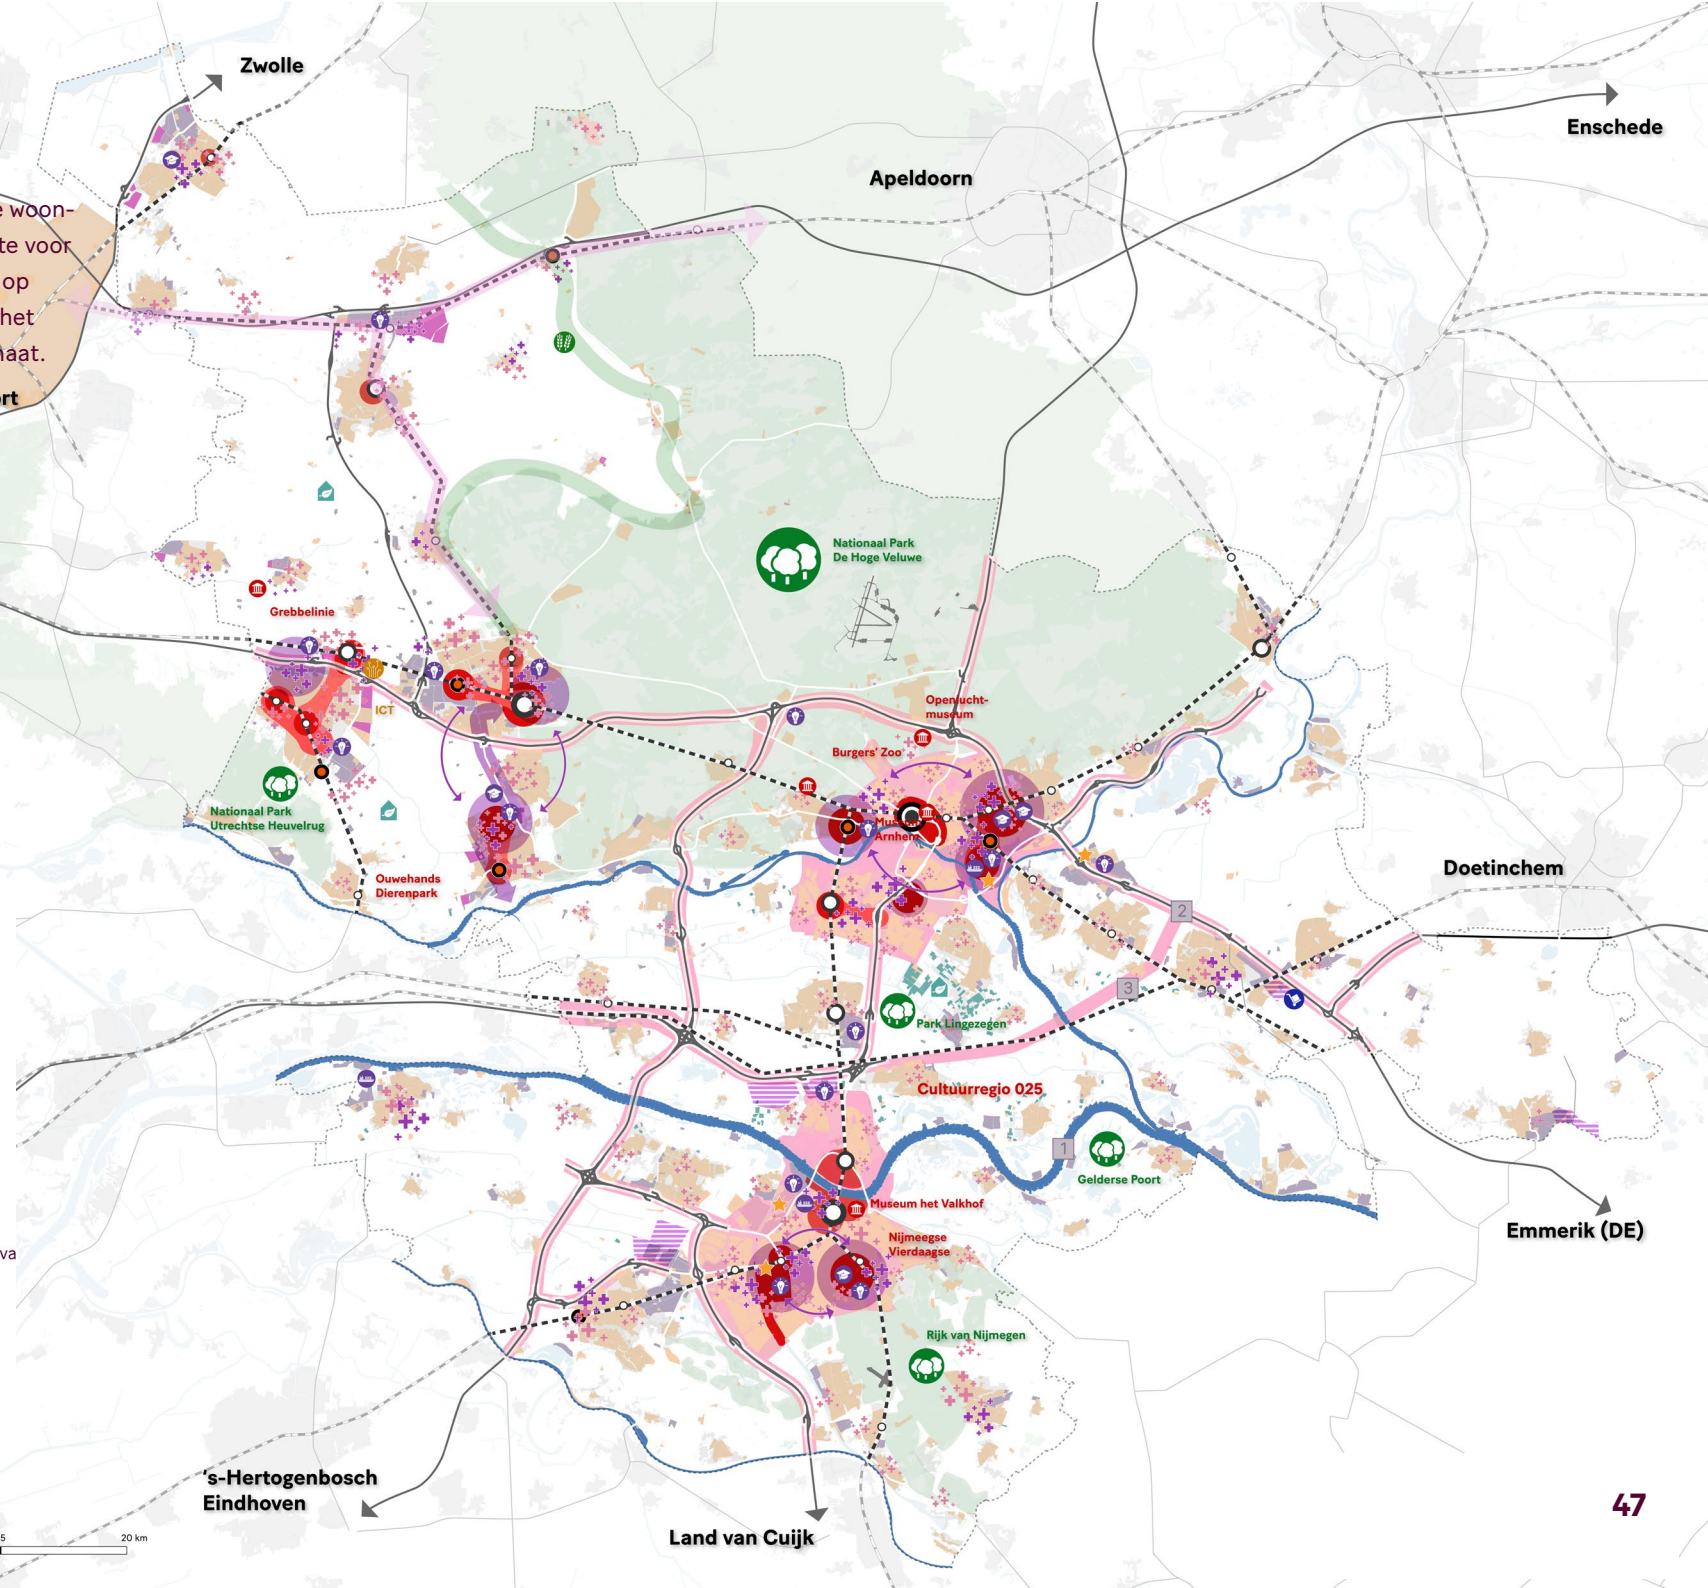 Zwolle
Enschede
Apeldoorn
e woon-
te voor
op
het
naat.
rt
Nationaal Park
De Hoge Veluwe
Grebbelinie
ICT
Openlucht-
museum
Burgers' Zoo
Nationaal Park
Utrechtse Heuvelrug
Museum
Arnhem
Ouwehands
Dierenpark
Doetinchem
2
3
Park Lingezegen
Cultuurregio 025
1
Gelderse Poort
Museum het Valkhof
Nijmeegse
Vierdaagse
Emmerik (DE)
va
Rijk van Nijmegen
's-Hertogenbosch
Eindhoven
47
Land van Cuijk
5
20 km